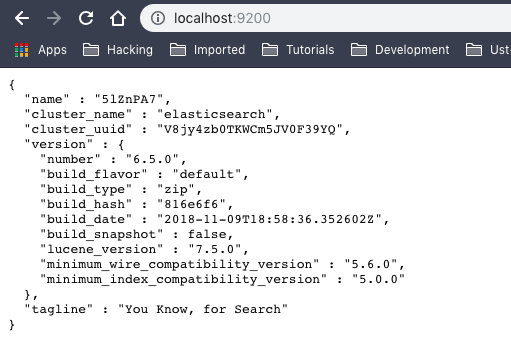 localhost:9200
Apps Hacking Imported Tutorials Development Ust-
{
"name" : "5lZnPA7",
"cluster_name" : "elasticsearch",
"cluster_uuid" : "V8jy4zb0TKWCm5JV0F39YQ",
"version" : {
"number" : "6.5.0",
"build_flavor" : "default",
"build_type" : "zip",
"build_hash" : "816e6f6",
"build_date" : "2018-11-09T18:58:36.352602Z",
"build_snapshot" : false,
"lucene_version" : "7.5.0",
"minimum_wire_compatibility_version" : "5.6.0",
"minimum_index_compatibility_version" : "5.0.0"
},
"tagline" : "You Know, for Search"
}